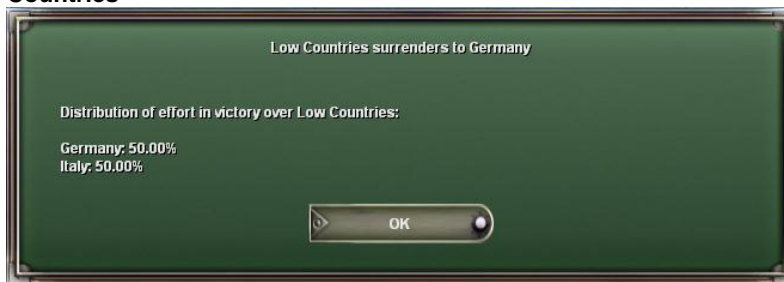 Countries
Low Countries surrenders to Germany
Distribution of effort in victory over Low Countries:
Germany: 50.00%
Italy: 50.00%
OK